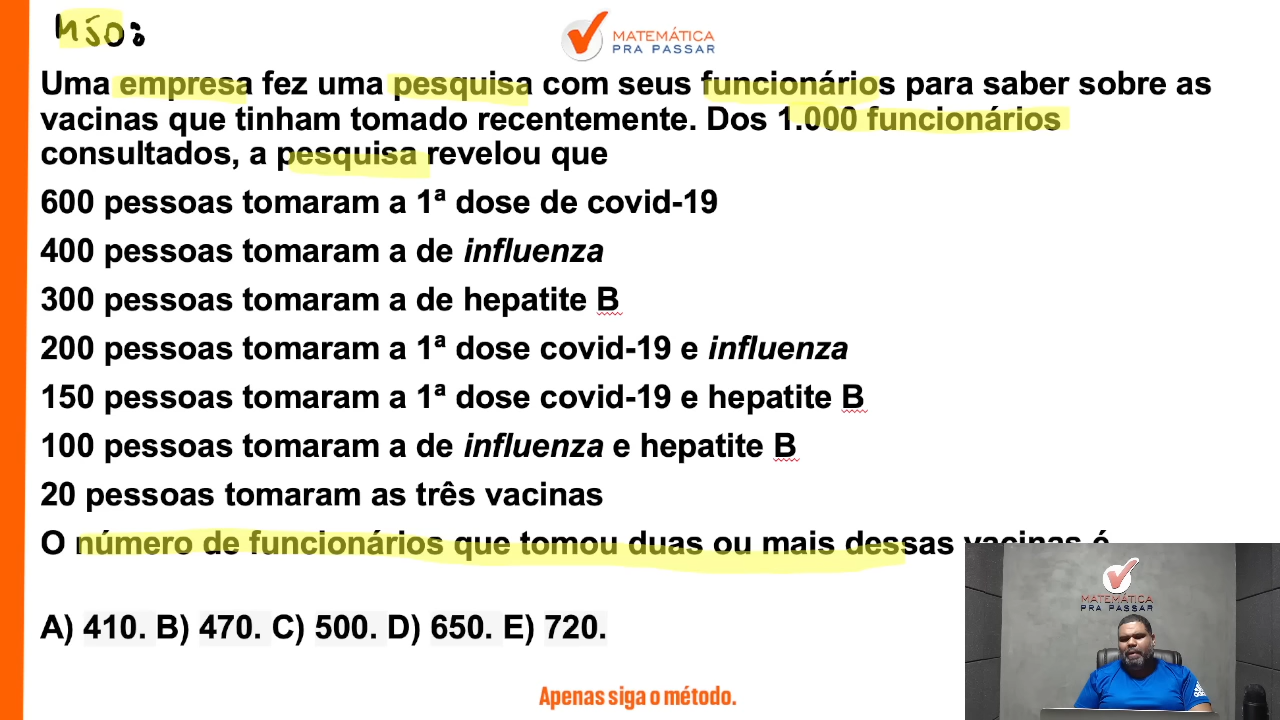 MATEMÁTICA
PRA PASSAR
Uma empresa fez uma pesquisa com seus funcionários para saber sobre as
vacinas que tinham tomado recentemente. Dos 1.000 funcionários
consultados, a pesquisa revelou que
600 pessoas tomaram a 1ª dose de covid-19
400 pessoas tomaram a de influenza
300 pessoas tomaram a de hepatite B
200 pessoas tomaram a 1ª dose covid-19 e influenza
150 pessoas tomaram a 1ª dose covid-19 e hepatite B
100 pessoas tomaram a de influenza e hepatite B
20 pessoas tomaram as três vacinas
O número de funcionários que tomou duas ou mais dessas vacinas é
A) 410. B) 470. C) 500. D) 650. E) 720.
MATEMÁTICA
PRA PASSAR
Apenas siga o método.